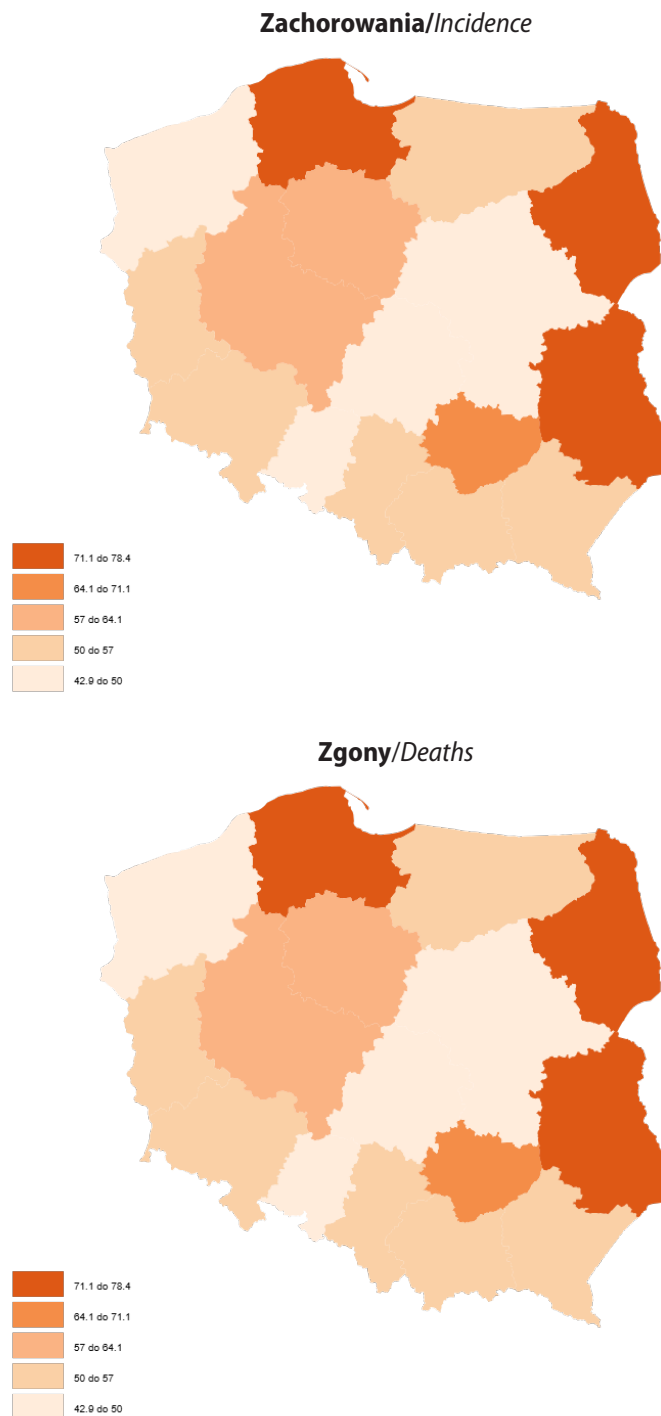 Zachorowania/Incidence
71.1 do 78.4
64.1 do 71.1
57 do 64.1
50 do 57
42.9 do 50
Zgony/Deaths
71.1 do 78.4
64.1 do 71.1
57 do 64.1
50 do 57
42.9 do 50